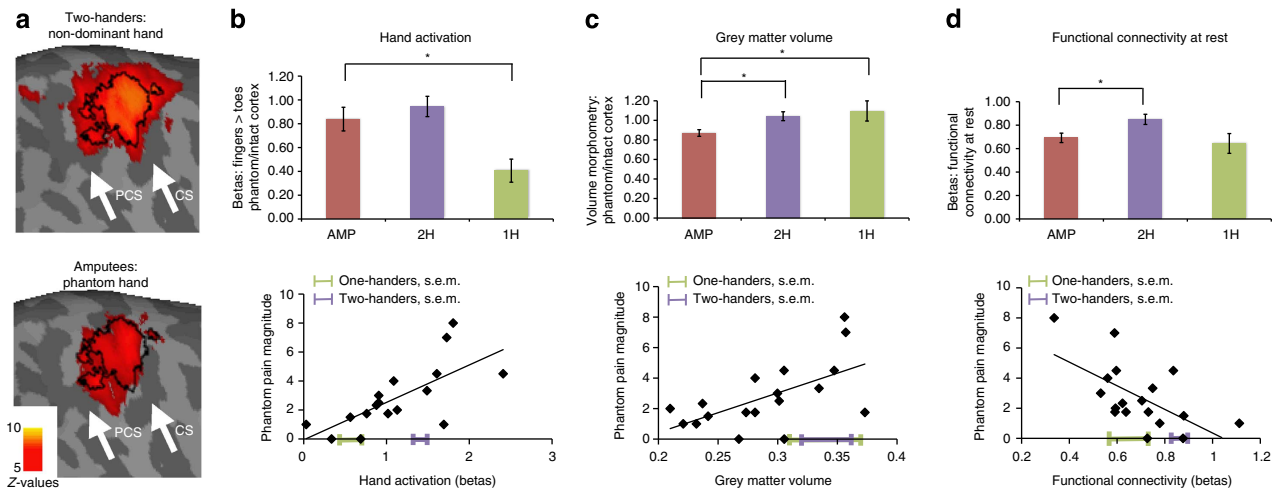 a
Two-handers:
non-dominant hand
PCS
CS
Amputees:
phantom hand
PCS
CS
10
5
Z-values
b
Hand activation
*
Betas: fingers > toes
phantom/intact cortex
1.20
1.00
0.80
0.60
0.40
0.20
0.00
AMP
2H
1H
One-handers, s.e.m.
Two-handers, s.e.m.
Phantom pain magnitude
10
8
6
4
2
0
0
1
2
3
Hand activation (betas)
c
Grey matter volume
*
*
Volume morphometry:
phantom/intact cortex
1.20
1.00
0.80
0.60
0.40
0.20
0.00
AMP
2H
1H
One-handers, s.e.m.
Two-handers, s.e.m.
Phantom pain magnitude
10
8
6
4
2
0
0.2
0.25
0.3
0.35
0.4
Grey matter volume
d
Functional connectivity at rest
*
Betas: functional
connectivity at rest
1.00
0.80
0.60
0.40
0.20
0.00
AMP
2H
1H
One-handers, s.e.m.
Two-handers, s.e.m.
Phantom pain magnitude
10
8
6
4
2
0
0.2
0.4
0.6
0.8
1
1.2
Functional connectivity (betas)